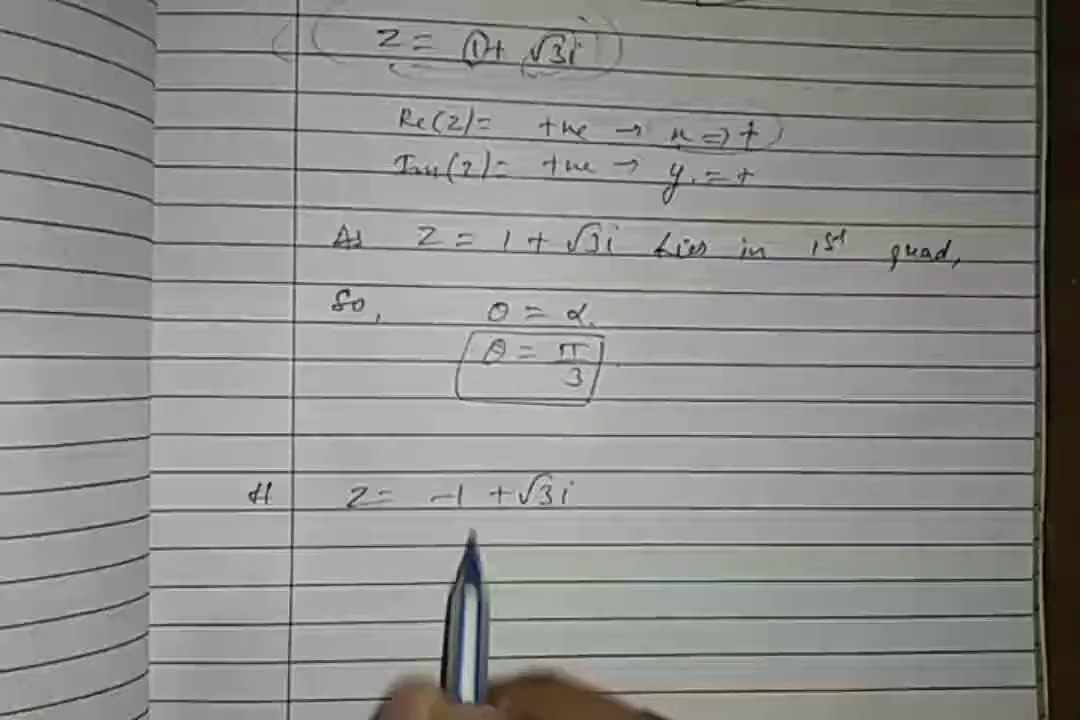 z = 1 + √3i
Re(z) = +ve → x => +
Im(z) = +ve → y = +
As z = 1 + √3i lies in 1st quad,
So, θ = α.
θ = π/3
# z = -1 + √3i